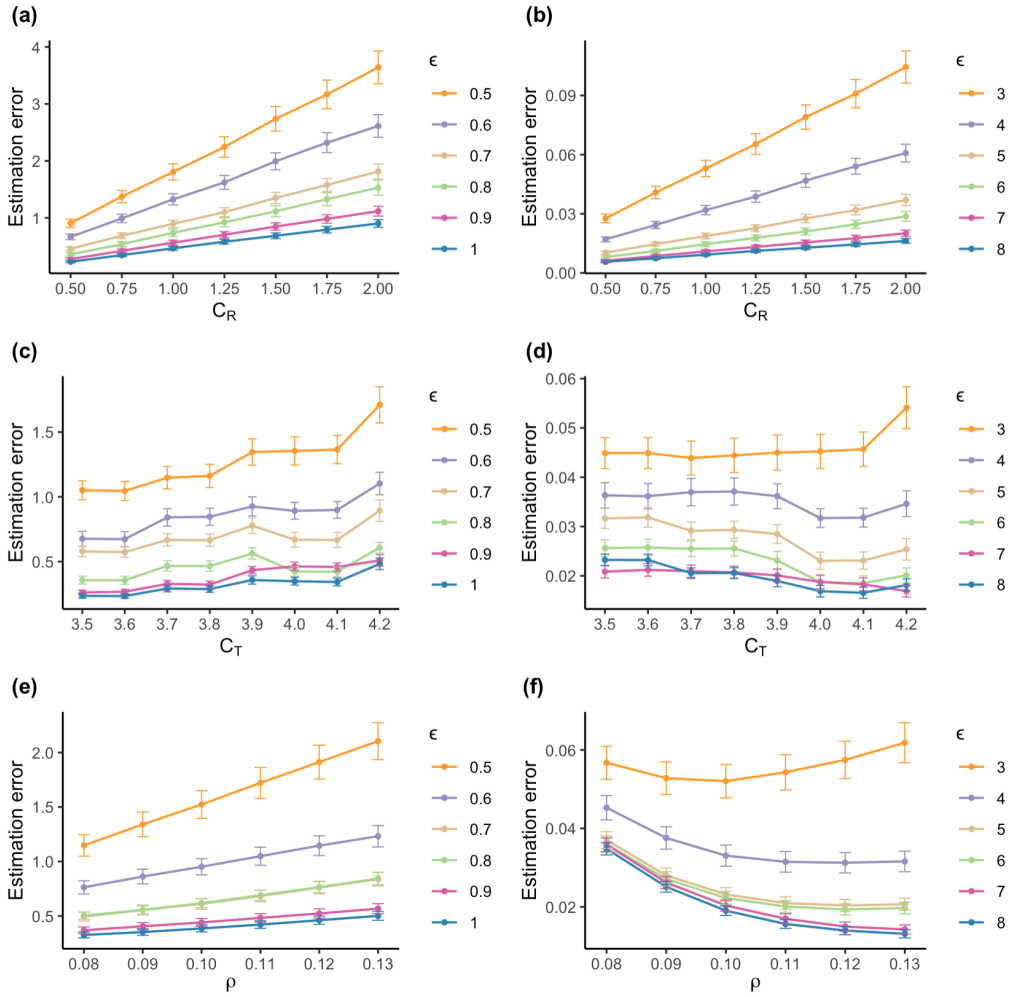 (a)
Estimation error
4
3
2
1
0.50 0.75 1.00 1.25 1.50 1.75 2.00
C_R
ϵ
0.5
0.6
0.7
0.8
0.9
1
(b)
Estimation error
0.09
0.06
0.03
0.00
0.50 0.75 1.00 1.25 1.50 1.75 2.00
C_R
ϵ
3
4
5
6
7
8
(c)
Estimation error
1.5
1.0
0.5
3.5 3.6 3.7 3.8 3.9 4.0 4.1 4.2
C_T
ϵ
0.5
0.6
0.7
0.8
0.9
1
(d)
Estimation error
0.06
0.05
0.04
0.03
0.02
3.5 3.6 3.7 3.8 3.9 4.0 4.1 4.2
C_T
ϵ
3
4
5
6
7
8
(e)
Estimation error
2.0
1.5
1.0
0.5
0.08 0.09 0.10 0.11 0.12 0.13
ρ
ϵ
0.5
0.6
0.7
0.8
0.9
1
(f)
Estimation error
0.06
0.04
0.02
0.08 0.09 0.10 0.11 0.12 0.13
ρ
ϵ
3
4
5
6
7
8